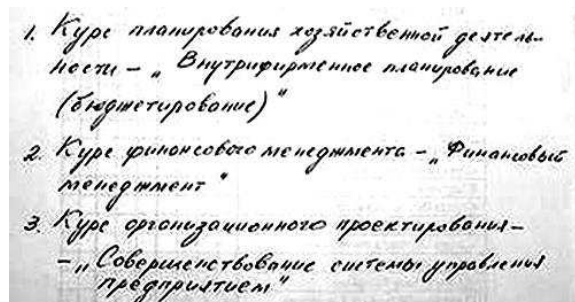 1. Курс планирования хозяйственной деятель-
ности – „ Внутрифирменное планирование
(бюджетирование)"
2. Курс финансового менеджмента – „Финансовый
менеджмент"
3. Курс организационного проектирования –
– „Совершенствование системы управления
предприятием"